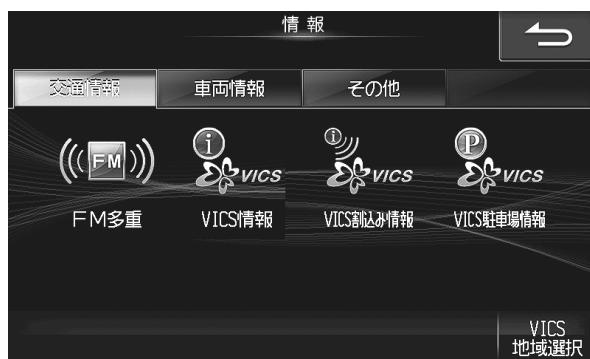 情報
交通情報
車両情報
その他
FM
i VICS
i VICS
P VICS
FM多重
VICS情報
VICS割込み情報
VICS駐車場情報
VICS
地域選択